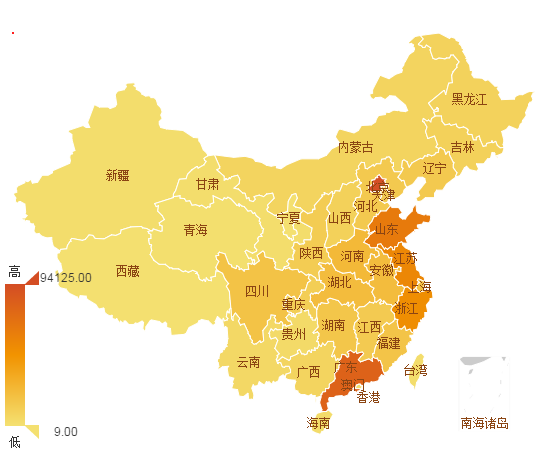 黑龙江
内蒙古
吉林
新疆
甘肃
辽宁
北京
天津
河北
宁夏
山西
青海
山东
陕西
河南
江苏
西藏
安徽
高
94125.00
四川
湖北
上海
重庆
浙江
湖南
江西
贵州
福建
云南
广西
广东
台湾
澳门
香港
9.00
低
海南
南海诸岛